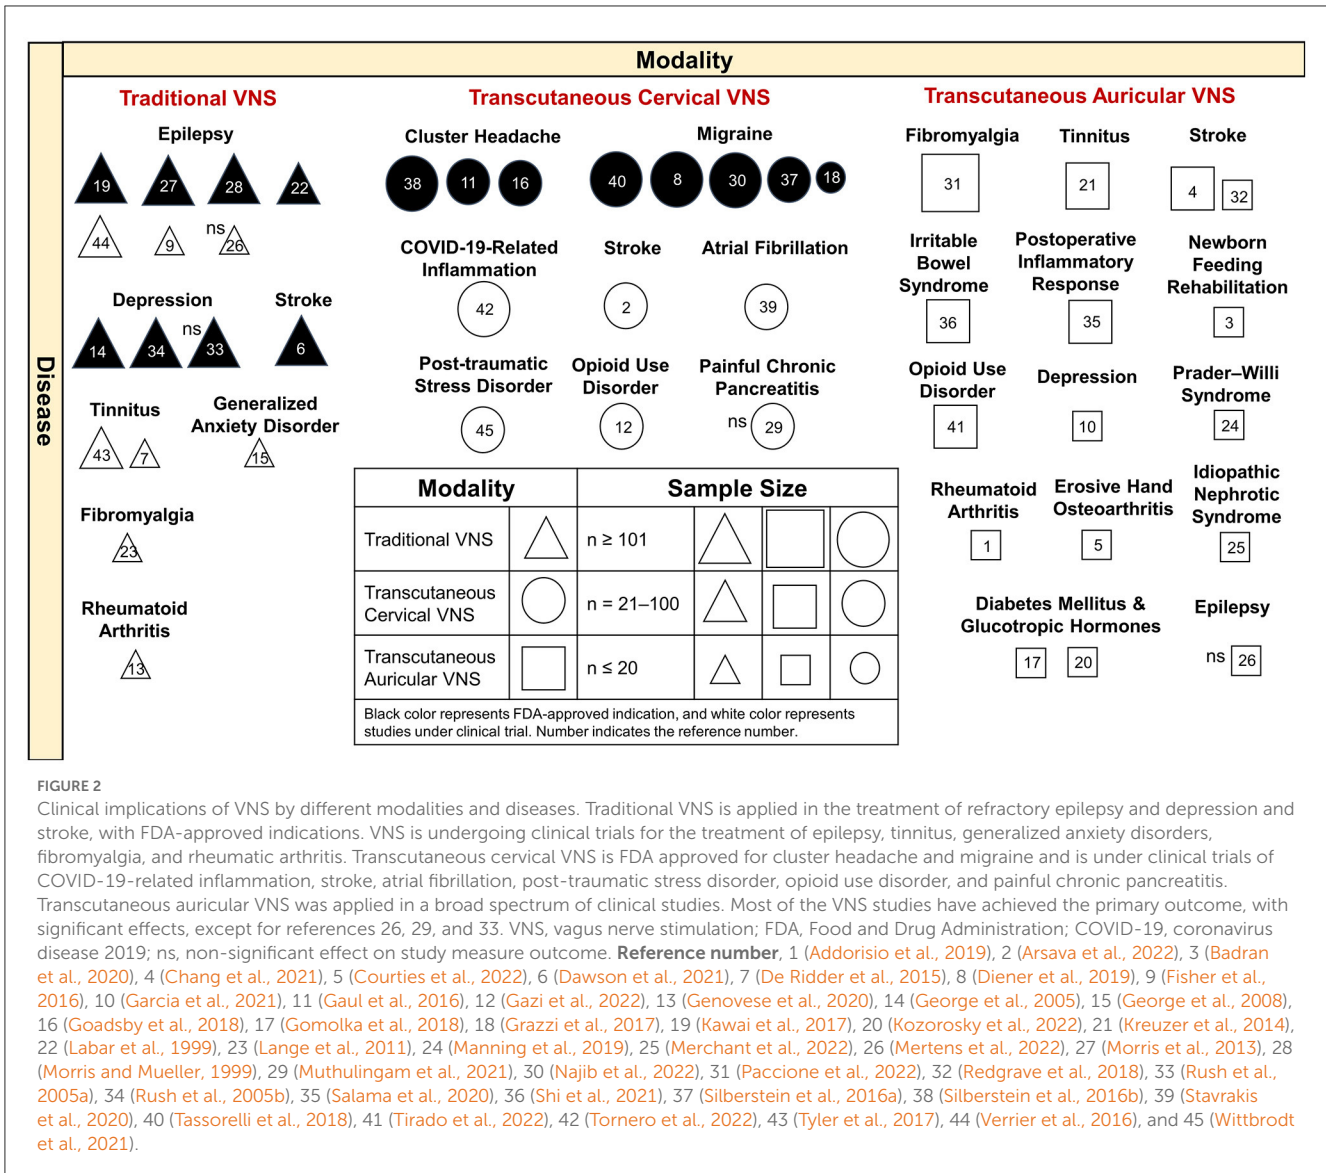 Modality
Disease
Traditional VNS
Epilepsy
19 27 28 22
44 9 ns 26
Depression Stroke
14 34 ns 33 6
Tinnitus
Generalized
Anxiety Disorder
43 7 15
Fibromyalgia
23
Rheumatoid
Arthritis
13
Transcutaneous Cervical VNS
Cluster Headache Migraine
38 11 16 40 8 30 37 18
COVID-19-Related
Inflammation
42
Stroke
2
Atrial Fibrillation
39
Post-traumatic
Stress Disorder
45
Opioid Use
Disorder
12
Painful Chronic
Pancreatitis
ns 29
Transcutaneous Auricular VNS
Fibromyalgia Tinnitus Stroke
31 21 4 32
Irritable
Bowel
Syndrome
36
Postoperative
Inflammatory
Response
35
Newborn
Feeding
Rehabilitation
3
Opioid Use
Disorder
41
Depression
10
Prader–Willi
Syndrome
24
Rheumatoid
Arthritis
1
Erosive Hand
Osteoarthritis
5
Idiopathic
Nephrotic
Syndrome
25
Diabetes Mellitus &
Glucotropic Hormones
17 20
Epilepsy
ns 26
Modality Sample Size
Traditional VNS n ≥ 101
Transcutaneous
Cervical VNS
n = 21–100
Transcutaneous
Auricular VNS
n ≤ 20
Black color represents FDA-approved indication, and white color represents
studies under clinical trial. Number indicates the reference number.
FIGURE 2
Clinical implications of VNS by different modalities and diseases. Traditional VNS is applied in the treatment of refractory epilepsy and depression and
stroke, with FDA-approved indications. VNS is undergoing clinical trials for the treatment of epilepsy, tinnitus, generalized anxiety disorders,
fibromyalgia, and rheumatic arthritis. Transcutaneous cervical VNS is FDA approved for cluster headache and migraine and is under clinical trials of
COVID-19-related inflammation, stroke, atrial fibrillation, post-traumatic stress disorder, opioid use disorder, and painful chronic pancreatitis.
Transcutaneous auricular VNS was applied in a broad spectrum of clinical studies. Most of the VNS studies have achieved the primary outcome, with
significant effects, except for references 26, 29, and 33. VNS, vagus nerve stimulation; FDA, Food and Drug Administration; COVID-19, coronavirus
disease 2019; ns, non-significant effect on study measure outcome. Reference number, 1 (Addorisio et al., 2019), 2 (Arsava et al., 2022), 3 (Badran
et al., 2020), 4 (Chang et al., 2021), 5 (Courties et al., 2022), 6 (Dawson et al., 2021), 7 (De Ridder et al., 2015), 8 (Diener et al., 2019), 9 (Fisher et al.,
2016), 10 (Garcia et al., 2021), 11 (Gaul et al., 2016), 12 (Gazi et al., 2022), 13 (Genovese et al., 2020), 14 (George et al., 2005), 15 (George et al., 2008),
16 (Goadsby et al., 2018), 17 (Gomolka et al., 2018), 18 (Grazzi et al., 2017), 19 (Kawai et al., 2017), 20 (Kozorosky et al., 2022), 21 (Kreuzer et al., 2014),
22 (Labar et al., 1999), 23 (Lange et al., 2011), 24 (Manning et al., 2019), 25 (Merchant et al., 2022), 26 (Mertens et al., 2022), 27 (Morris et al., 2013), 28
(Morris and Mueller, 1999), 29 (Muthulingam et al., 2021), 30 (Najib et al., 2022), 31 (Paccione et al., 2022), 32 (Redgrave et al., 2018), 33 (Rush et al.,
2005a), 34 (Rush et al., 2005b), 35 (Salama et al., 2020), 36 (Shi et al., 2021), 37 (Silberstein et al., 2016a), 38 (Silberstein et al., 2016b), 39 (Stavrakis
et al., 2020), 40 (Tassorelli et al., 2018), 41 (Tirado et al., 2022), 42 (Tornero et al., 2022), 43 (Tyler et al., 2017), 44 (Verrier et al., 2016), and 45 (Wittbrodt
et al., 2021).